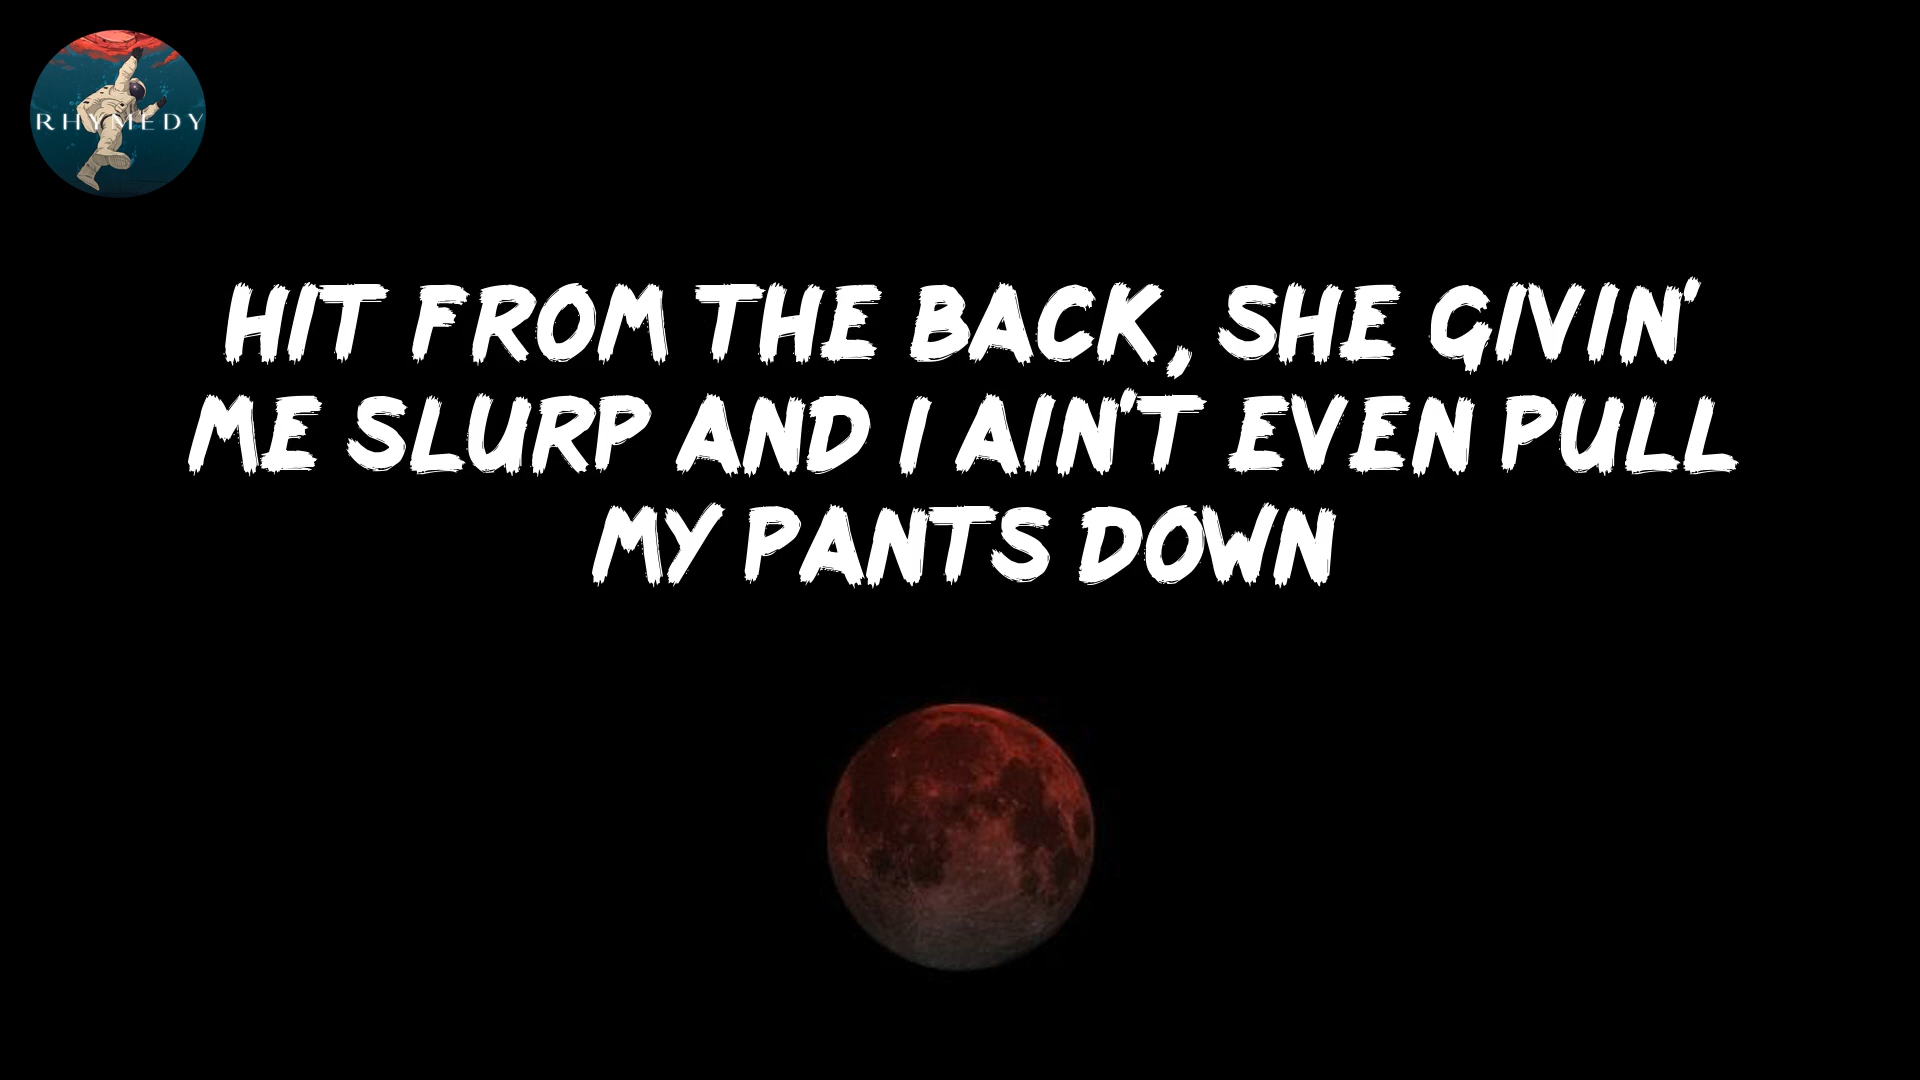 RHYMEDY
HIT FROM THE BACK, SHE GIVIN'
ME SLURP AND I AIN'T EVEN PULL
MY PANTS DOWN